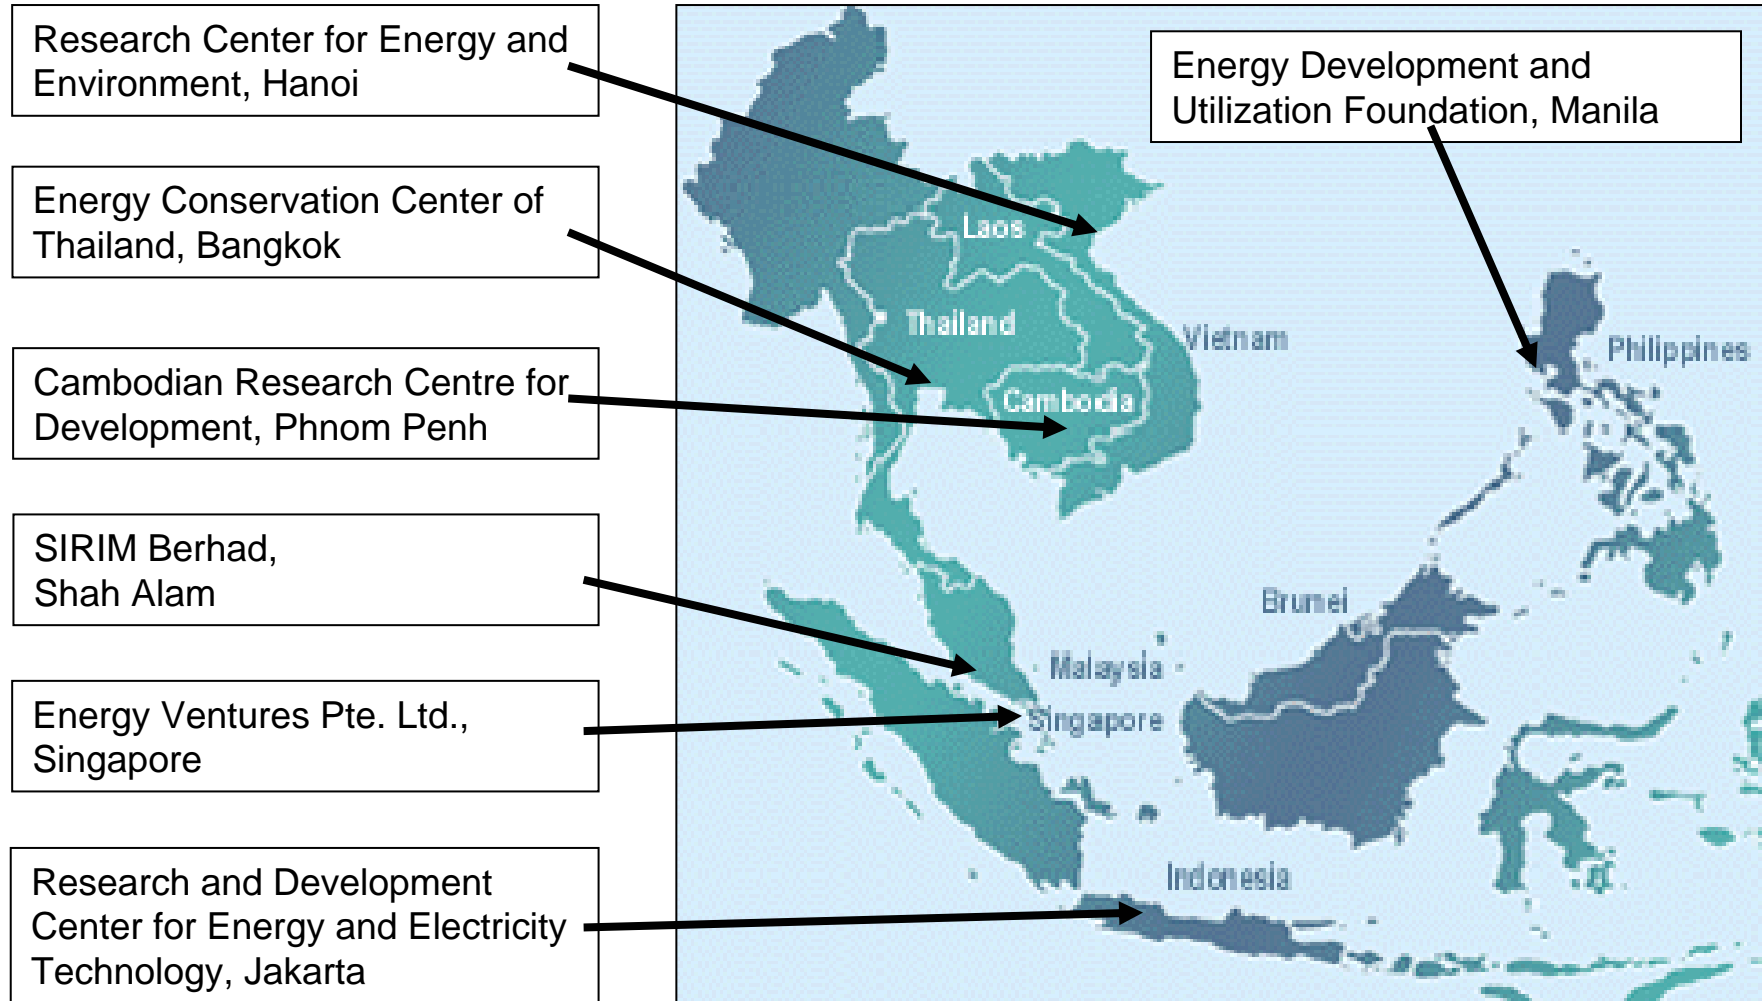 Research Center for Energy and
Environment, Hanoi
Energy Conservation Center of
Thailand, Bangkok
Cambodian Research Centre for
Development, Phnom Penh
SIRIM Berhad,
Shah Alam
Energy Ventures Pte. Ltd.,
Singapore
Research and Development
Center for Energy and Electricity
Technology, Jakarta
Energy Development and
Utilization Foundation, Manila
Laos
Thailand
Vietnam
Philippines
Cambodia
Brunei
Malaysia
Singapore
Indonesia